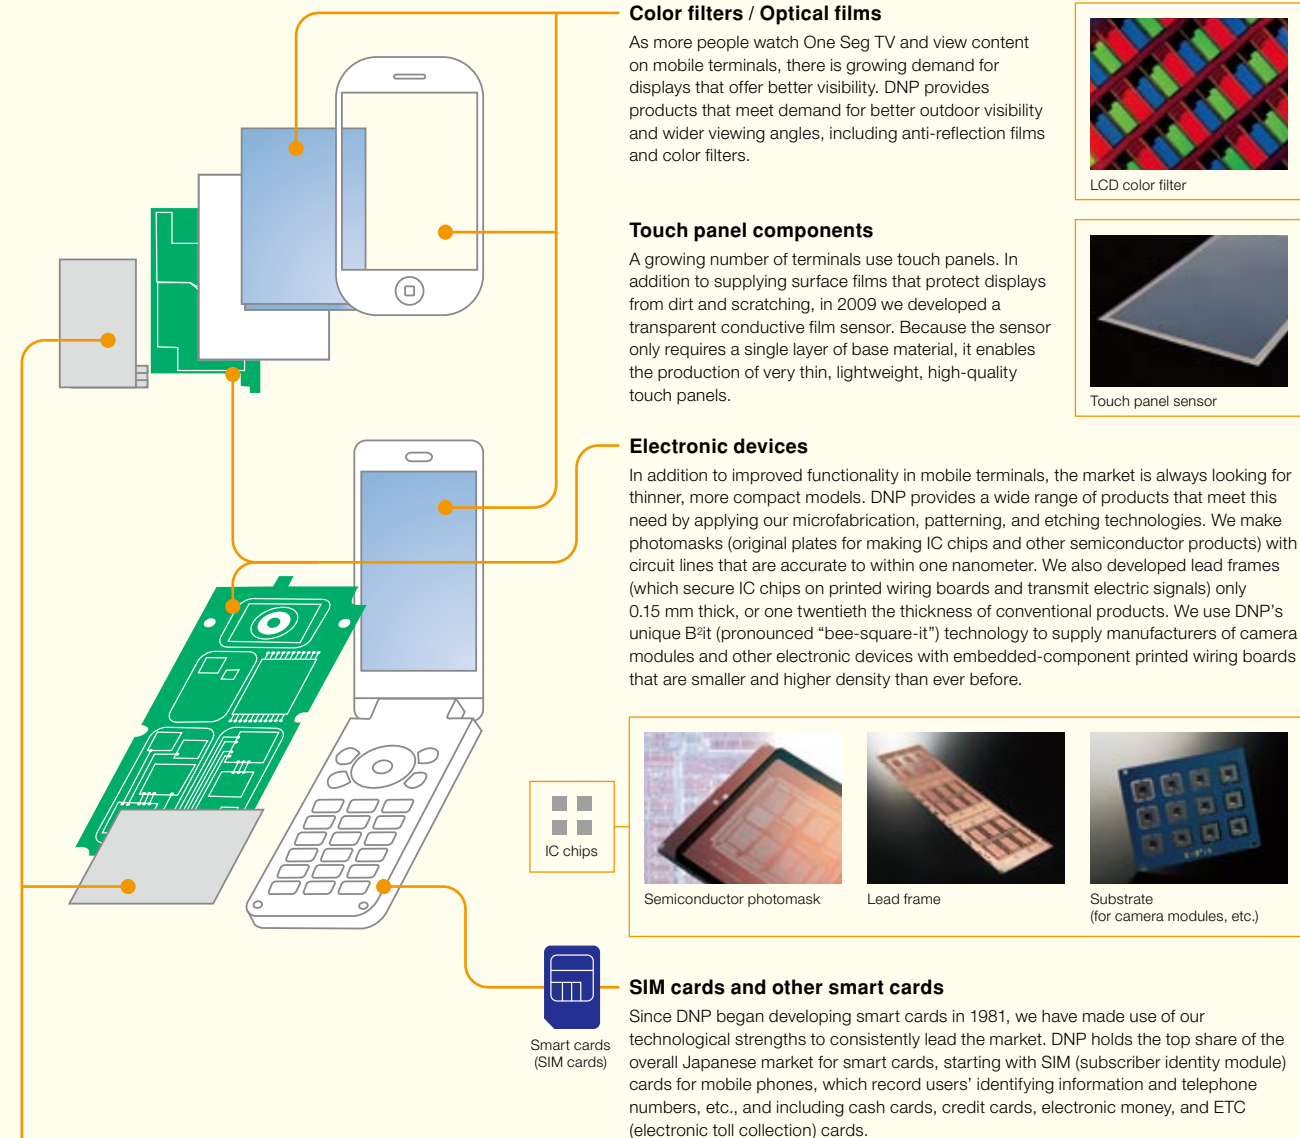 Color filters / Optical films
As more people watch One Seg TV and view content
on mobile terminals, there is growing demand for
displays that offer better visibility. DNP provides
products that meet demand for better outdoor visibility
and wider viewing angles, including anti-reflection films
and color filters.
LCD color filter
Touch panel components
A growing number of terminals use touch panels. In
addition to supplying surface films that protect displays
from dirt and scratching, in 2009 we developed a
transparent conductive film sensor. Because the sensor
only requires a single layer of base material, it enables
the production of very thin, lightweight, high-quality
touch panels.
Touch panel sensor
Electronic devices
In addition to improved functionality in mobile terminals, the market is always looking for
thinner, more compact models. DNP provides a wide range of products that meet this
need by applying our microfabrication, patterning, and etching technologies. We make
photomasks (original plates for making IC chips and other semiconductor products) with
circuit lines that are accurate to within one nanometer. We also developed lead frames
(which secure IC chips on printed wiring boards and transmit electric signals) only
0.15 mm thick, or one twentieth the thickness of conventional products. We use DNP’s
unique B²it (pronounced “bee-square-it”) technology to supply manufacturers of camera
modules and other electronic devices with embedded-component printed wiring boards
that are smaller and higher density than ever before.
IC chips
Semiconductor photomask
Lead frame
Substrate
(for camera modules, etc.)
Smart cards
(SIM cards)
SIM cards and other smart cards
Since DNP began developing smart cards in 1981, we have made use of our
technological strengths to consistently lead the market. DNP holds the top share of the
overall Japanese market for smart cards, starting with SIM (subscriber identity module)
cards for mobile phones, which record users’ identifying information and telephone
numbers, etc., and including cash cards, credit cards, electronic money, and ETC
(electronic toll collection) cards.